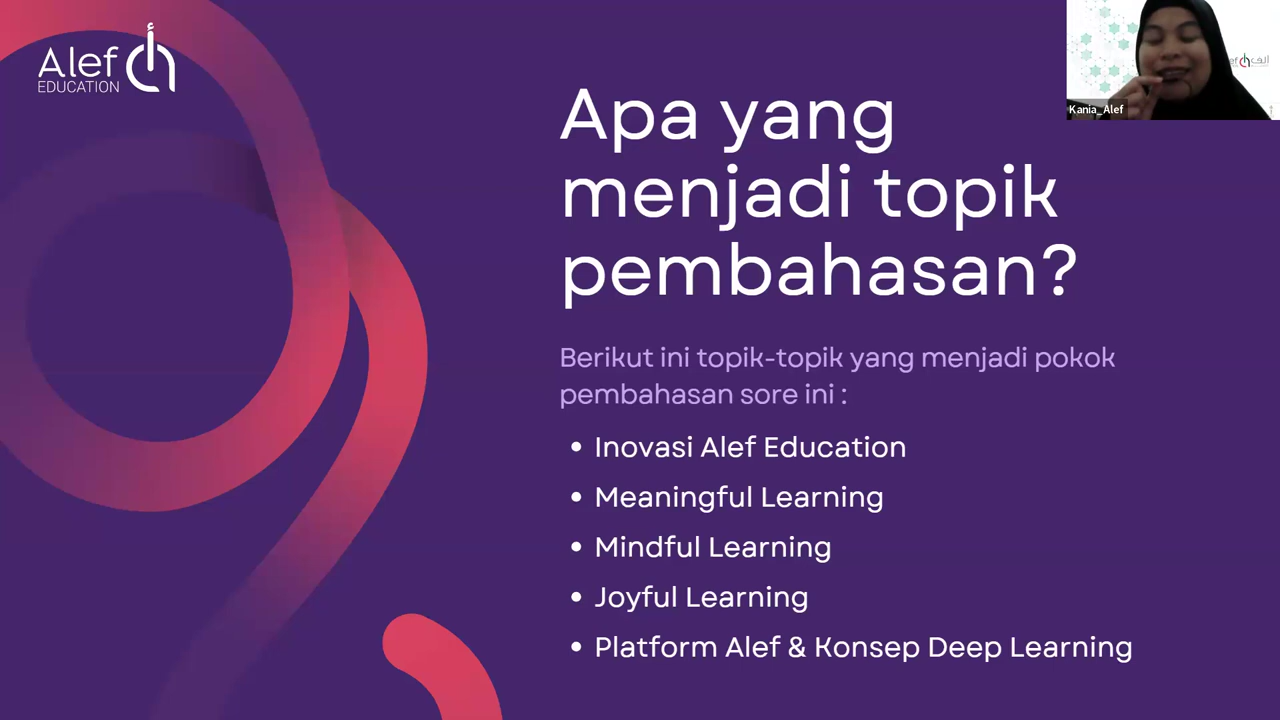 Alef
EDUCATION
Kania_Alef
Apa yang
menjadi topik
pembahasan?
Berikut ini topik-topik yang menjadi pokok
pembahasan sore ini :
• Inovasi Alef Education
• Meaningful Learning
• Mindful Learning
• Joyful Learning
• Platform Alef & Konsep Deep Learning